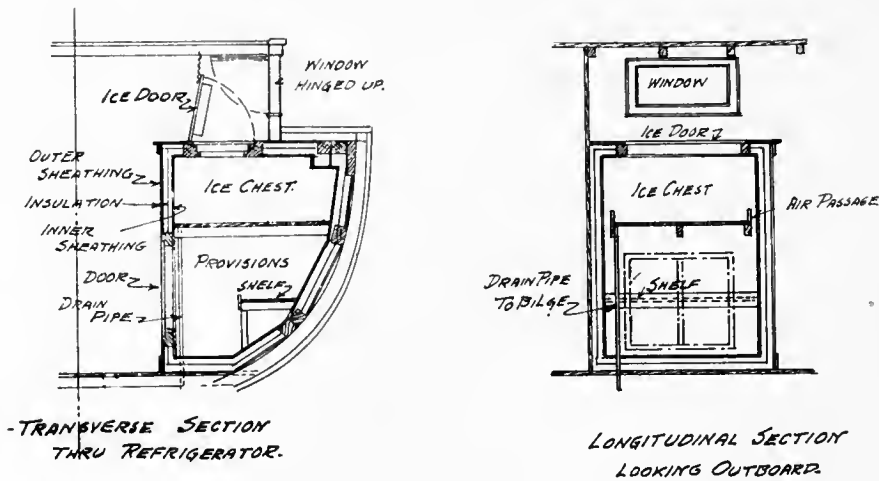 WINDOW
HINGED UP.
ICE DOOR
OUTER
SHEATHING
INSULATION
INNER
SHEATHING
ICE CHEST.
DOOR
DRAIN
PIPE
PROVISIONS
SHELF
-TRANSVERSE SECTION
THRU REFRIGERATOR.
WINDOW
ICE DOOR
ICE CHEST
AIR PASSAGE
DRAIN PIPE
TO BILGE
SHELF
LONGITUDINAL SECTION
LOOKING OUTBOARD.